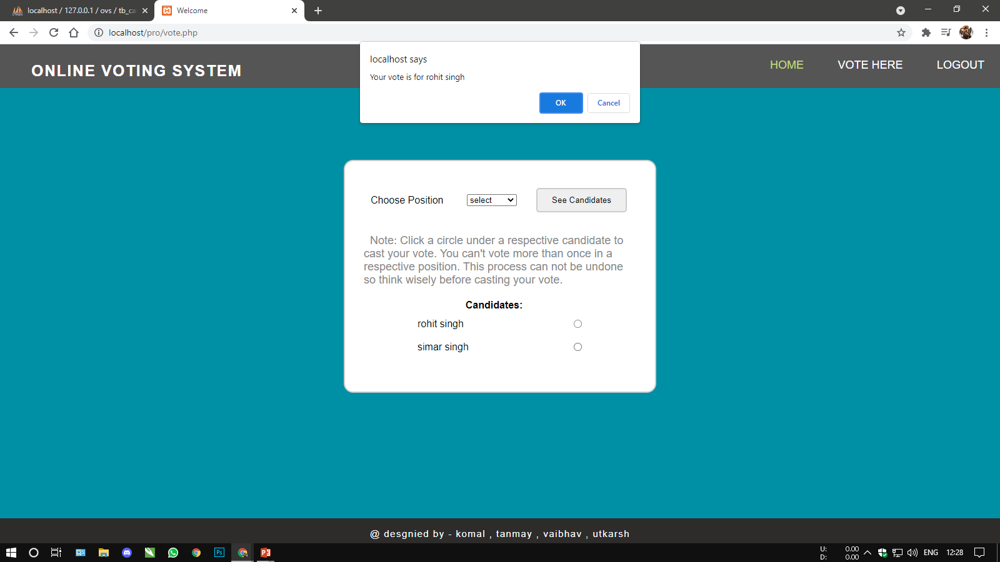 localhost / 127.0.0.1 / ovs / tb_ca
Welcome
localhost/pro/vote.php
localhost says
Your vote is for rohit singh
OK
Cancel
ONLINE VOTING SYSTEM
HOME
VOTE HERE
LOGOUT
Choose Position
select
See Candidates
Note: Click a circle under a respective candidate to
cast your vote. You can't vote more than once in a
respective position. This process can not be undone
so think wisely before casting your vote.
Candidates:
rohit singh
simar singh
@ desgnied by - komal , tanmay , vaibhav , utkarsh
Ps
P
U: 0.00
D: 0.00
ENG
12:28